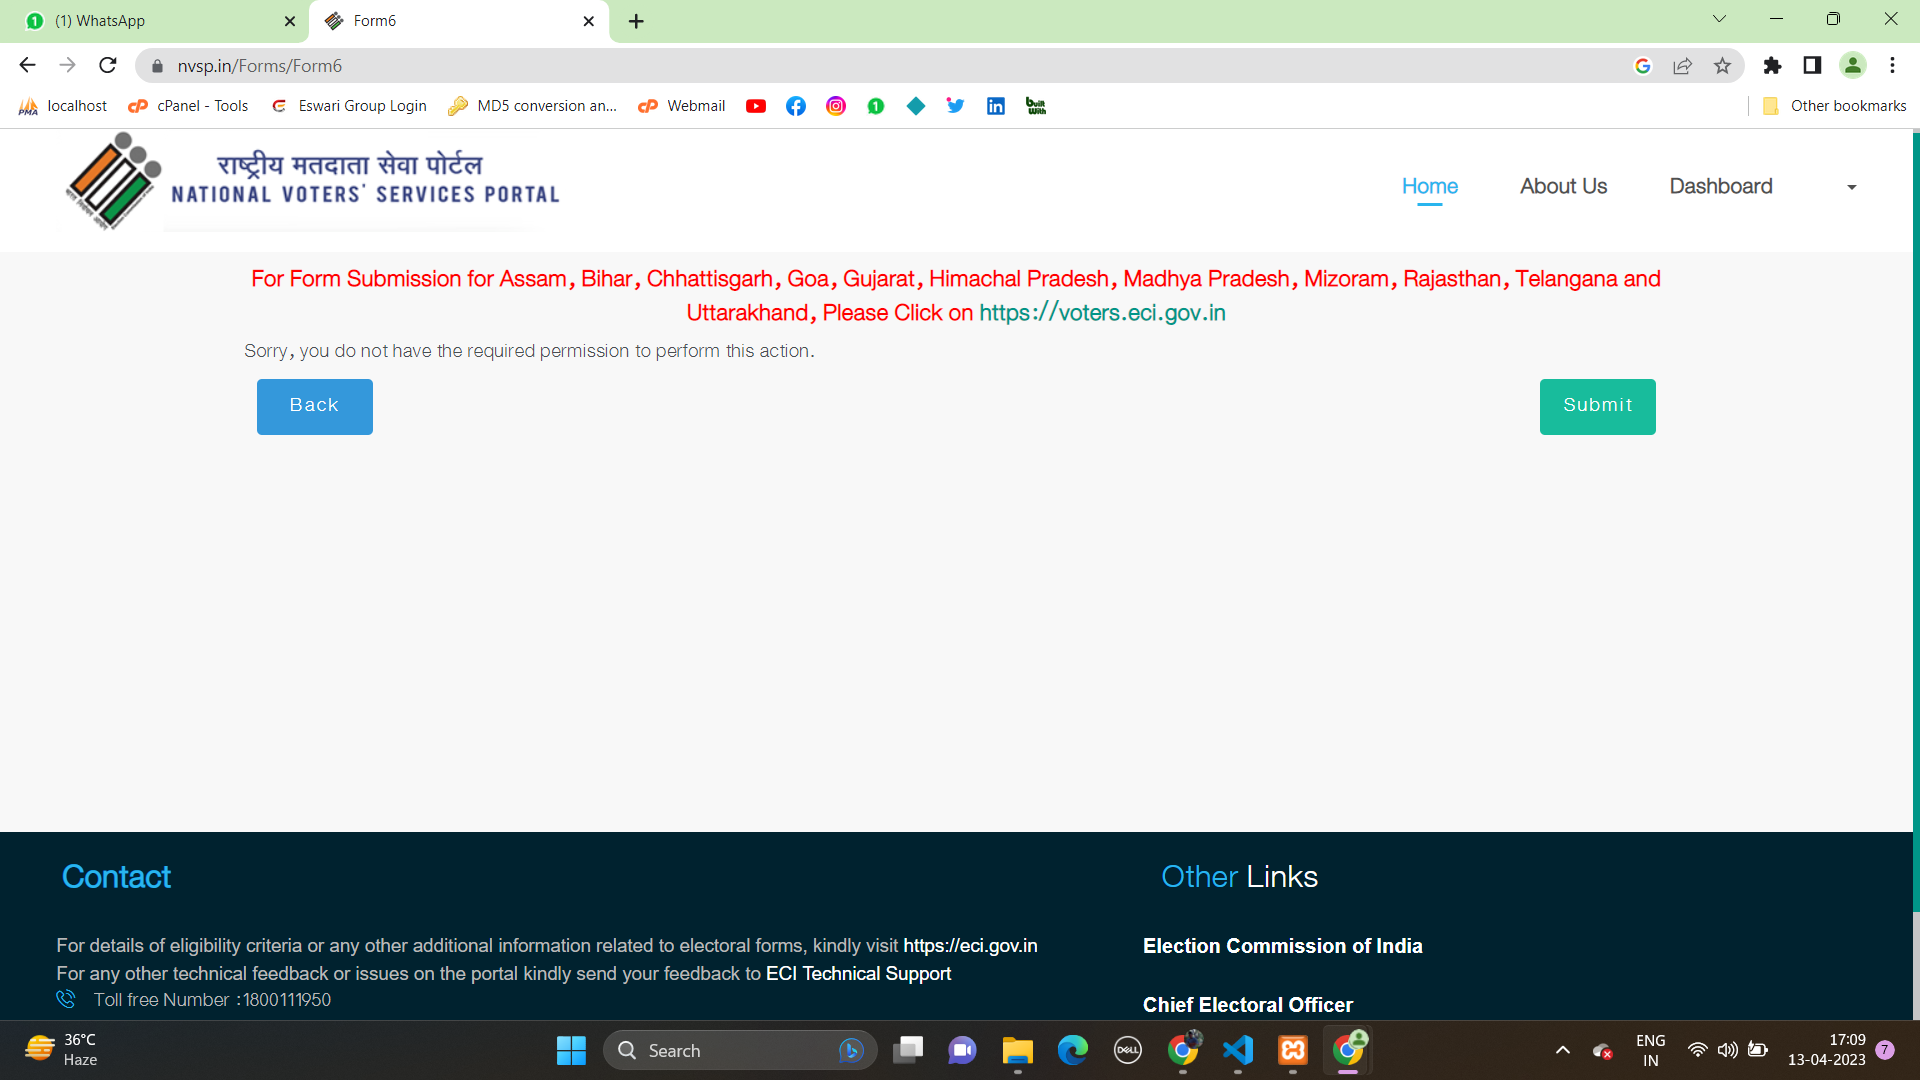 (1) WhatsApp
Form6
nvsp.in/Forms/Form6
localhost
cPanel - Tools
Eswari Group Login
MD5 conversion an...
Webmail
Other bookmarks
राष्ट्रीय मतदाता सेवा पोर्टल
NATIONAL VOTERS' SERVICES PORTAL
Home
About Us
Dashboard
For Form Submission for Assam, Bihar, Chhattisgarh, Goa, Gujarat, Himachal Pradesh, Madhya Pradesh, Mizoram, Rajasthan, Telangana and
Uttarakhand, Please Click on https://voters.eci.gov.in
Sorry, you do not have the required permission to perform this action.
Back
Submit
Contact
Other Links
For details of eligibility criteria or any other additional information related to electoral forms, kindly visit https://eci.gov.in
For any other technical feedback or issues on the portal kindly send your feedback to ECI Technical Support
Toll free Number :1800111950
Election Commission of India
Chief Electoral Officer
36°C
Haze
Search
DELL
ENG
IN
17:09
13-04-2023
7